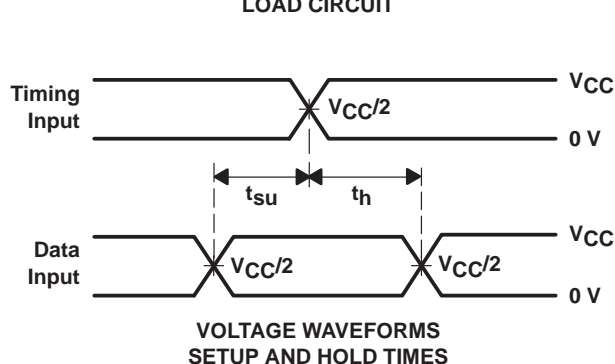 LOAD CIRCUIT
Timing
Input
VCC/2
VCC
0 V
tsu
th
Data
Input
VCC/2
VCC/2
VCC
0 V
VOLTAGE WAVEFORMS
SETUP AND HOLD TIMES